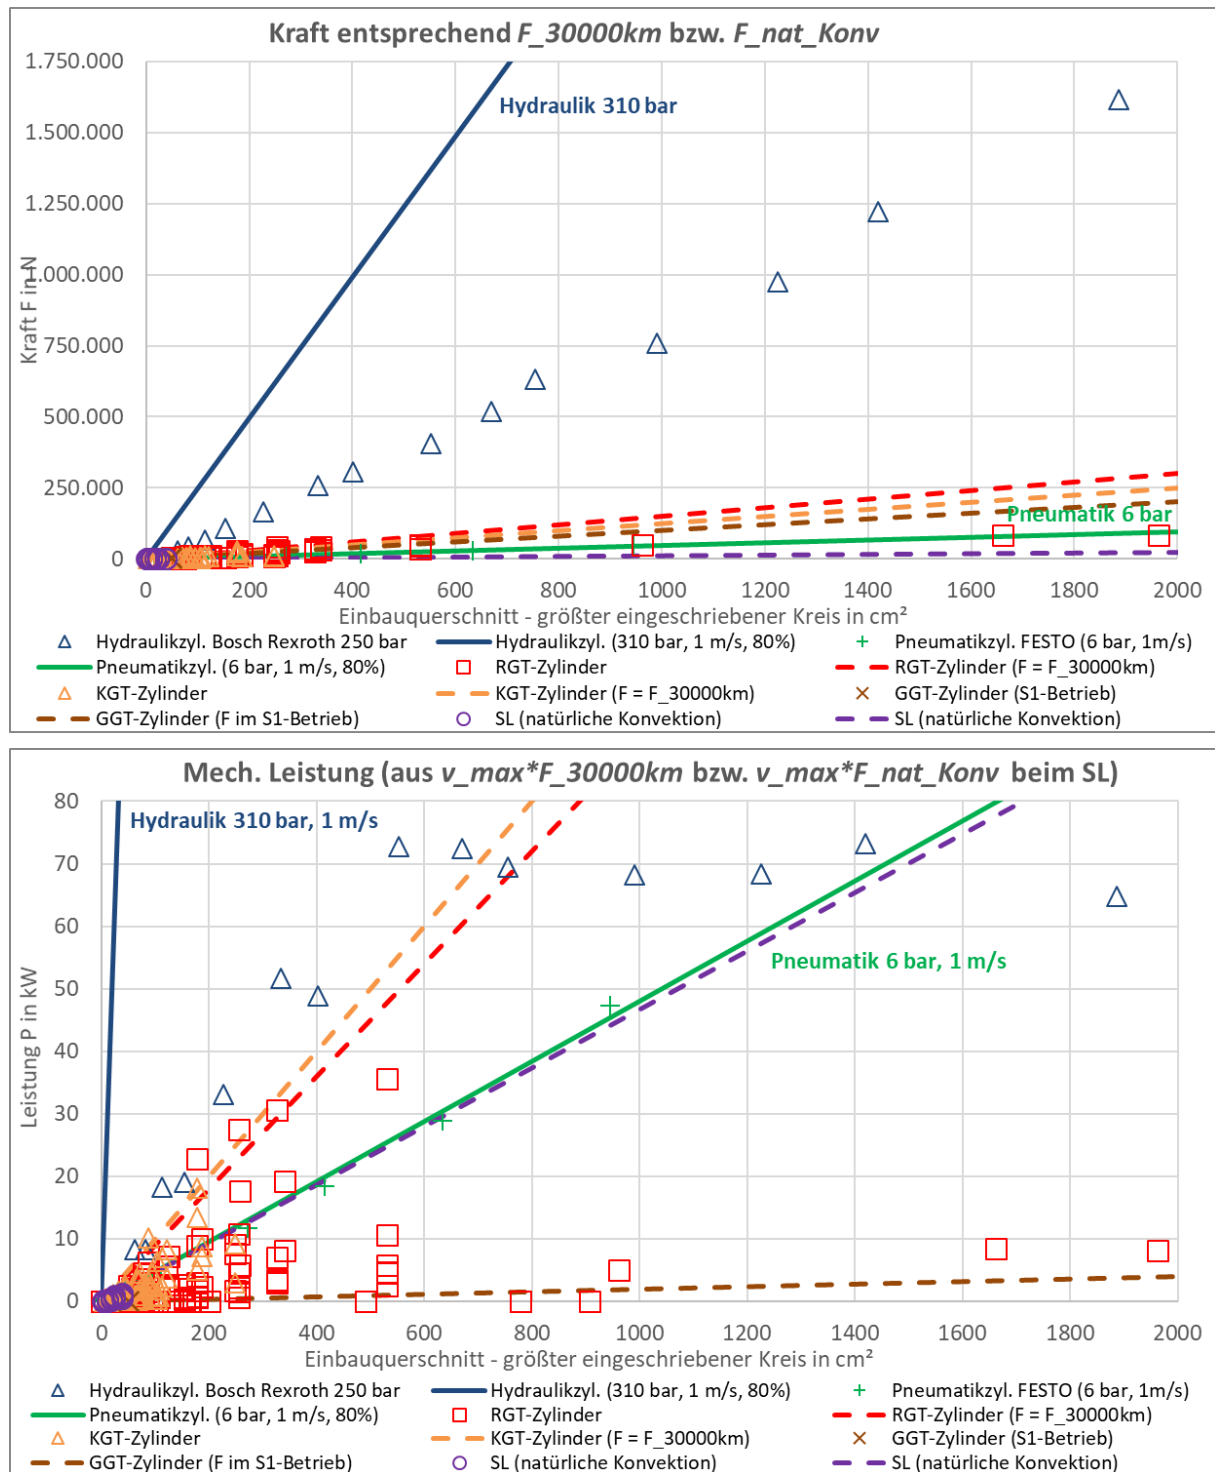 Kraft entsprechend F_30000km bzw. F_nat_Konv
1.750.000
1.500.000
1.250.000
1.000.000
750.000
500.000
250.000
0
Kraft F in N
Hydraulik 310 bar
Pneumatik 6 bar
0 200 400 600 800 1000 1200 1400 1600 1800 2000
Einbauquerschnitt - größter eingeschriebener Kreis in cm²
Hydraulikzyl. Bosch Rexroth 250 bar Hydraulikzyl. (310 bar, 1 m/s, 80%) Pneumatikzyl. FESTO (6 bar, 1m/s)
Pneumatikzyl. (6 bar, 1 m/s, 80%) RGT-Zylinder RGT-Zylinder (F = F_30000km)
KGT-Zylinder KGT-Zylinder (F = F_30000km) GGT-Zylinder (S1-Betrieb)
GGT-Zylinder (F im S1-Betrieb) SL (natürliche Konvektion) SL (natürliche Konvektion)
Mech. Leistung (aus v_max*F_30000km bzw. v_max*F_nat_Konv beim SL)
80
70
60
50
40
30
20
10
0
Leistung P in kW
Hydraulik 310 bar, 1 m/s
Pneumatik 6 bar, 1 m/s
0 200 400 600 800 1000 1200 1400 1600 1800 2000
Einbauquerschnitt - größter eingeschriebener Kreis in cm²
Hydraulikzyl. Bosch Rexroth 250 bar Hydraulikzyl. (310 bar, 1 m/s, 80%) Pneumatikzyl. FESTO (6 bar, 1m/s)
Pneumatikzyl. (6 bar, 1 m/s, 80%) RGT-Zylinder RGT-Zylinder (F = F_30000km)
KGT-Zylinder KGT-Zylinder (F = F_30000km) GGT-Zylinder (S1-Betrieb)
GGT-Zylinder (F im S1-Betrieb) SL (natürliche Konvektion) SL (natürliche Konvektion)